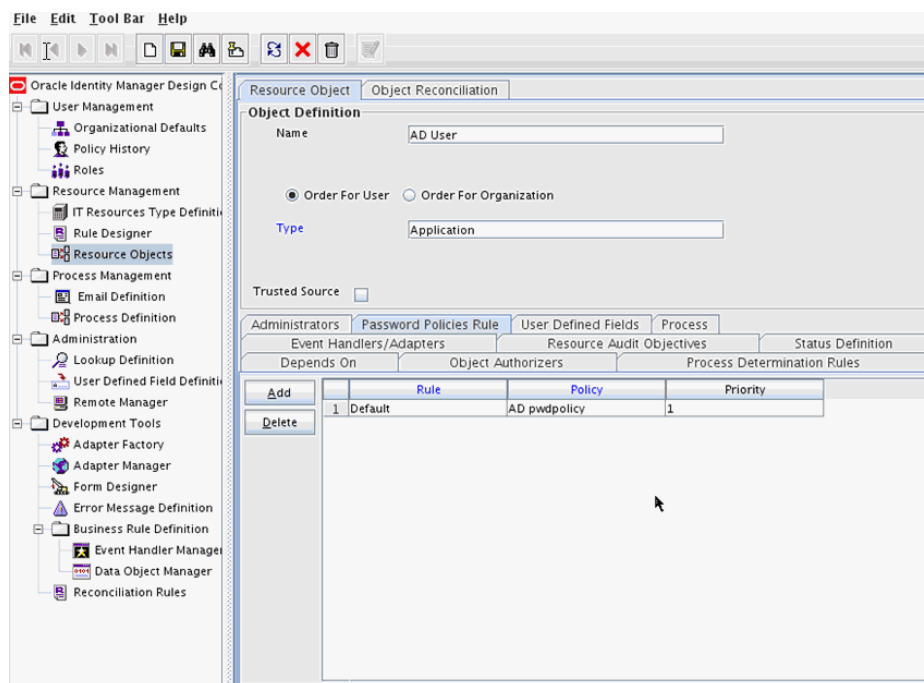 File Edit Tool Bar Help
Oracle Identity Manager Design Co
User Management
Organizational Defaults
Policy History
Roles
Resource Management
IT Resources Type Definiti
Rule Designer
Resource Objects
Process Management
Email Definition
Process Definition
Administration
Lookup Definition
User Defined Field Definiti
Remote Manager
Development Tools
Adapter Factory
Adapter Manager
Form Designer
Error Message Definition
Business Rule Definition
Event Handler Manager
Data Object Manager
Reconciliation Rules
Resource Object Object Reconciliation
Object Definition
Name AD User
Order For User Order For Organization
Type Application
Trusted Source
Administrators Password Policies Rule User Defined Fields Process
Event Handlers/Adapters Resource Audit Objectives Status Definition
Depends On Object Authorizers Process Determination Rules
Add Rule Policy Priority
1 Default AD pwdpolicy 1
Delete